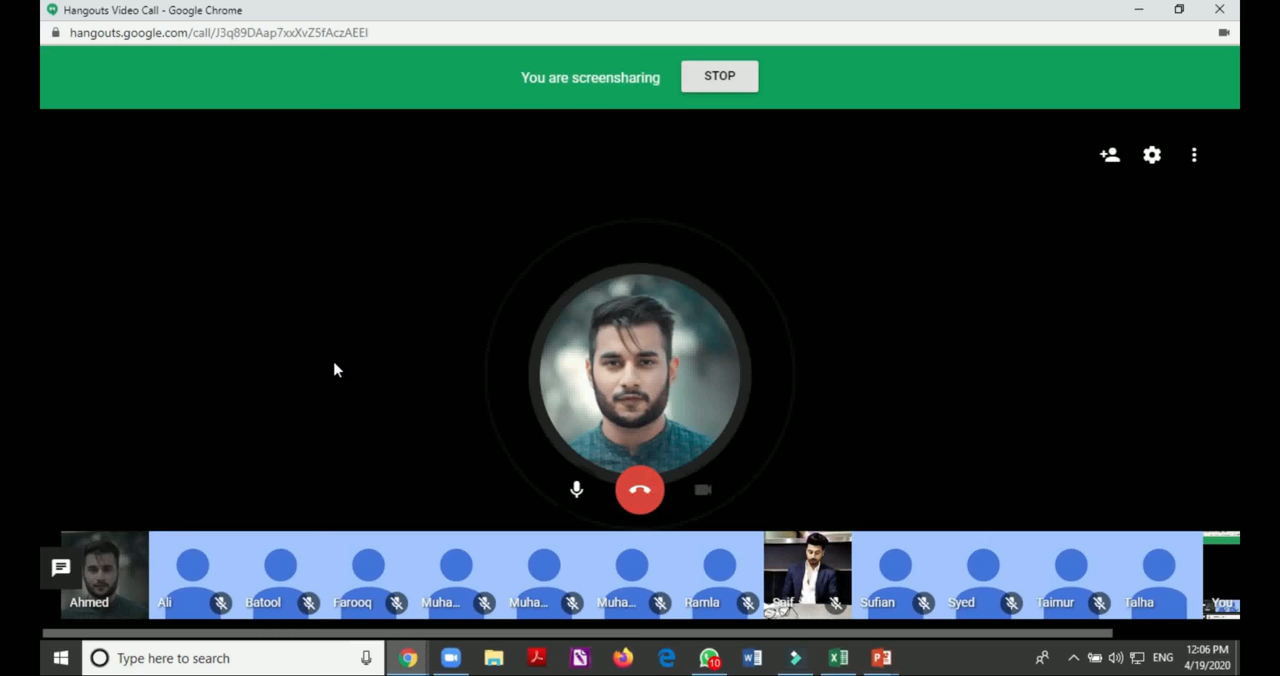 Hangouts Video Call - Google Chrome
hangouts.google.com/call/J3q89DAap7xxXvZ5fAczAEEI
You are screensharing STOP
Ahmed Ali Batool Farooq Muha... Muha... Muha... Ramla Saif Sufian Syed Taimur Talha You
Type here to search 10 ENG 12:06 PM
4/19/2020